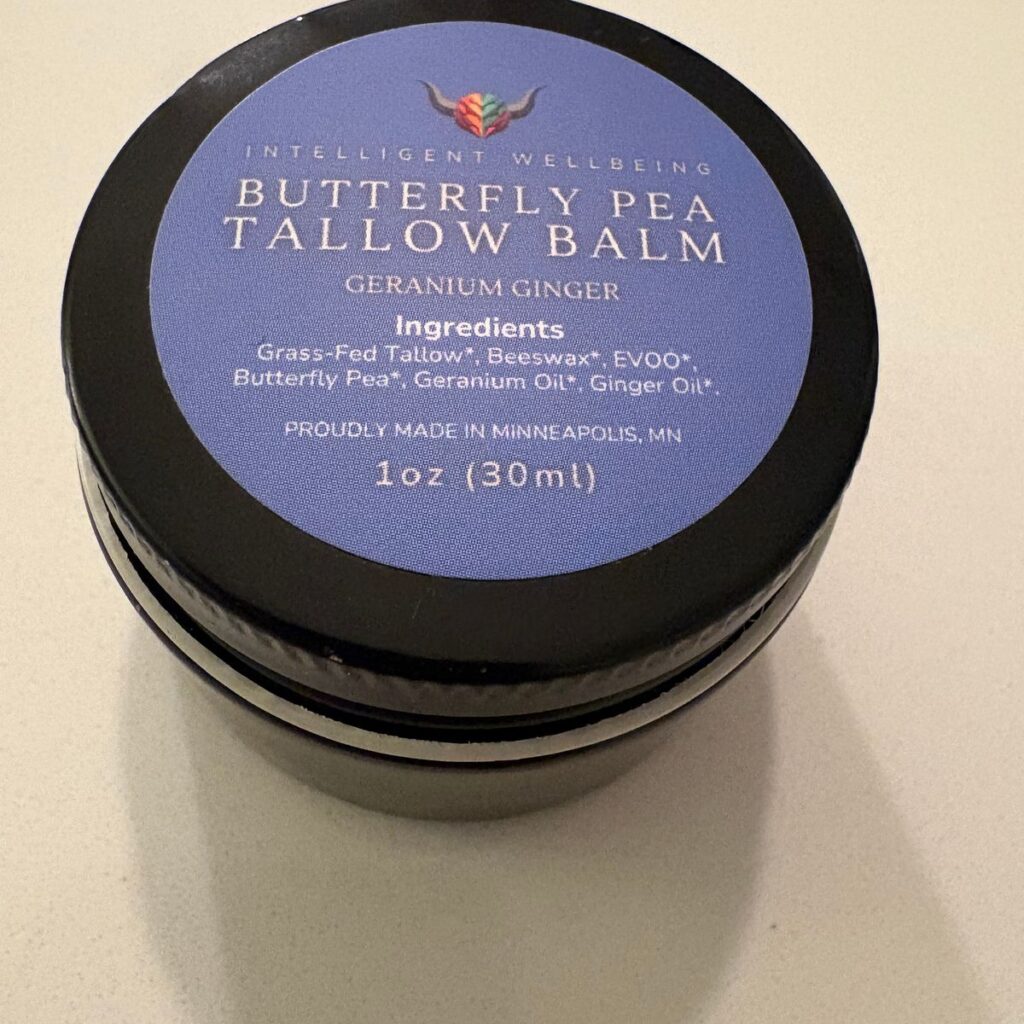 INTELLIGENT WELLBEING
BUTTERFLY PEA
TALLOW BALM
GERANIUM GINGER
Ingredients
Grass-Fed Tallow*, Beeswax*, EVOO*,
Butterfly Pea*, Geranium Oil*, Ginger Oil*.
PROUDLY MADE IN MINNEAPOLIS, MN
1oz (30ml)